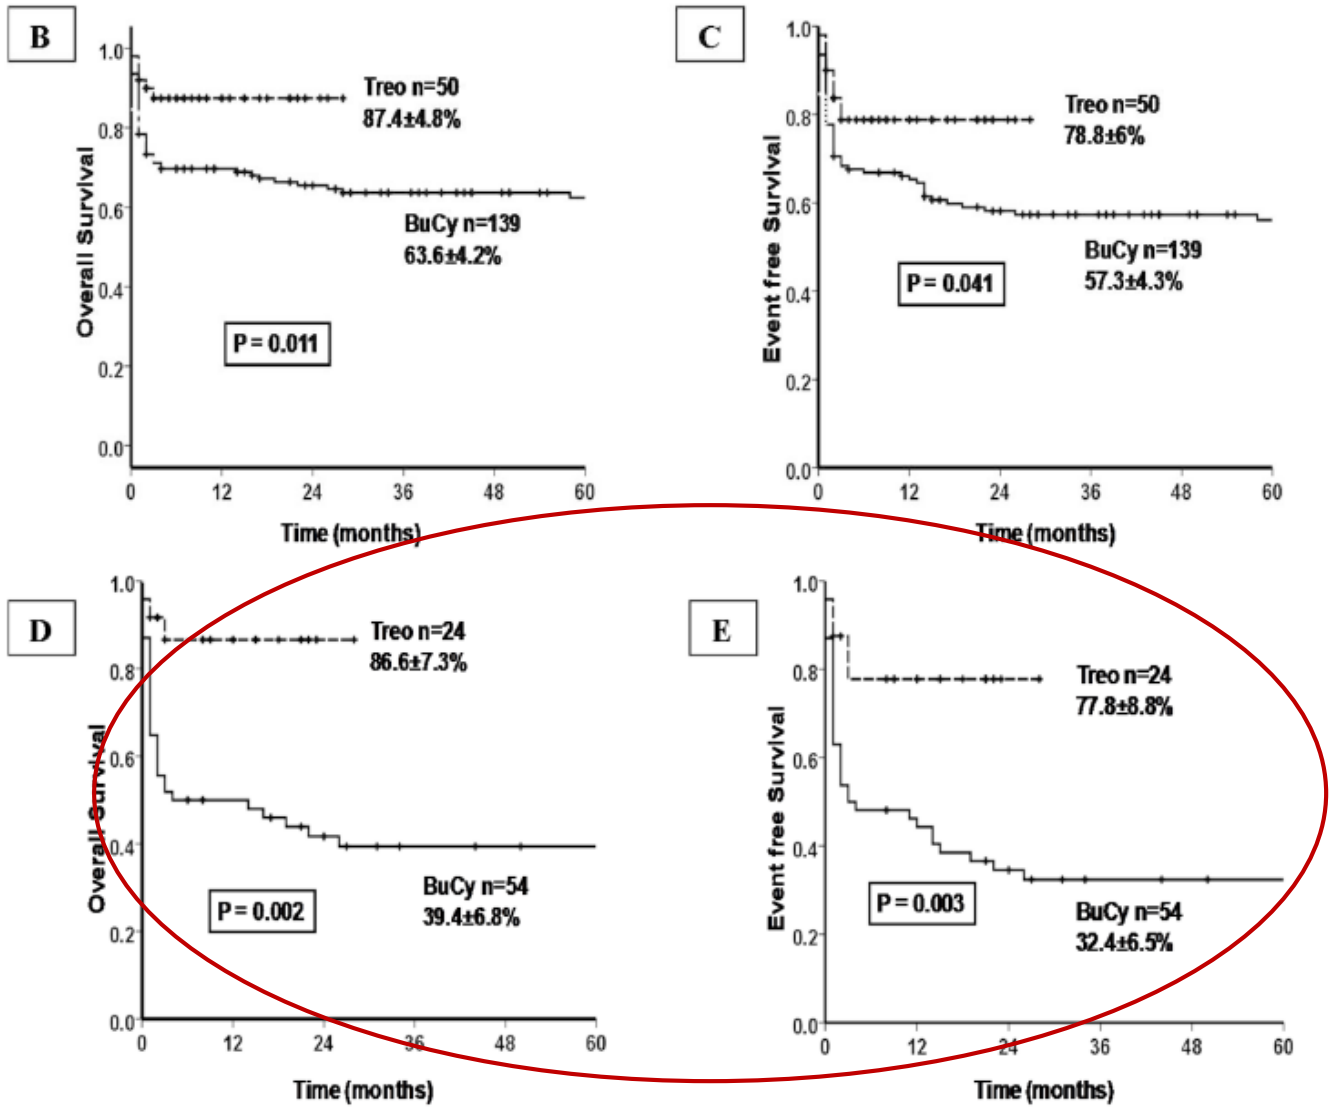 B
1.0
0.8
0.6
0.4
0.2
0.0
Overall Survival
Treo n=50
87.4±4.8%
BuCy n=139
63.6±4.2%
P = 0.011
0 12 24 36 48 60
Time (months)
C
1.0
0.8
0.6
0.4
0.2
0.0
Event free Survival
Treo n=50
78.8±6%
BuCy n=139
57.3±4.3%
P = 0.041
0 12 24 36 48 60
Time (months)
D
1.0
0.8
0.6
0.4
0.2
0.0
Overall Survival
Treo n=24
86.6±7.3%
BuCy n=54
39.4±6.8%
P = 0.002
0 12 24 36 48 60
Time (months)
E
1.0
0.8
0.6
0.4
0.2
0.0
Event free Survival
Treo n=24
77.8±8.8%
BuCy n=54
32.4±6.5%
P = 0.003
0 12 24 36 48 60
Time (months)